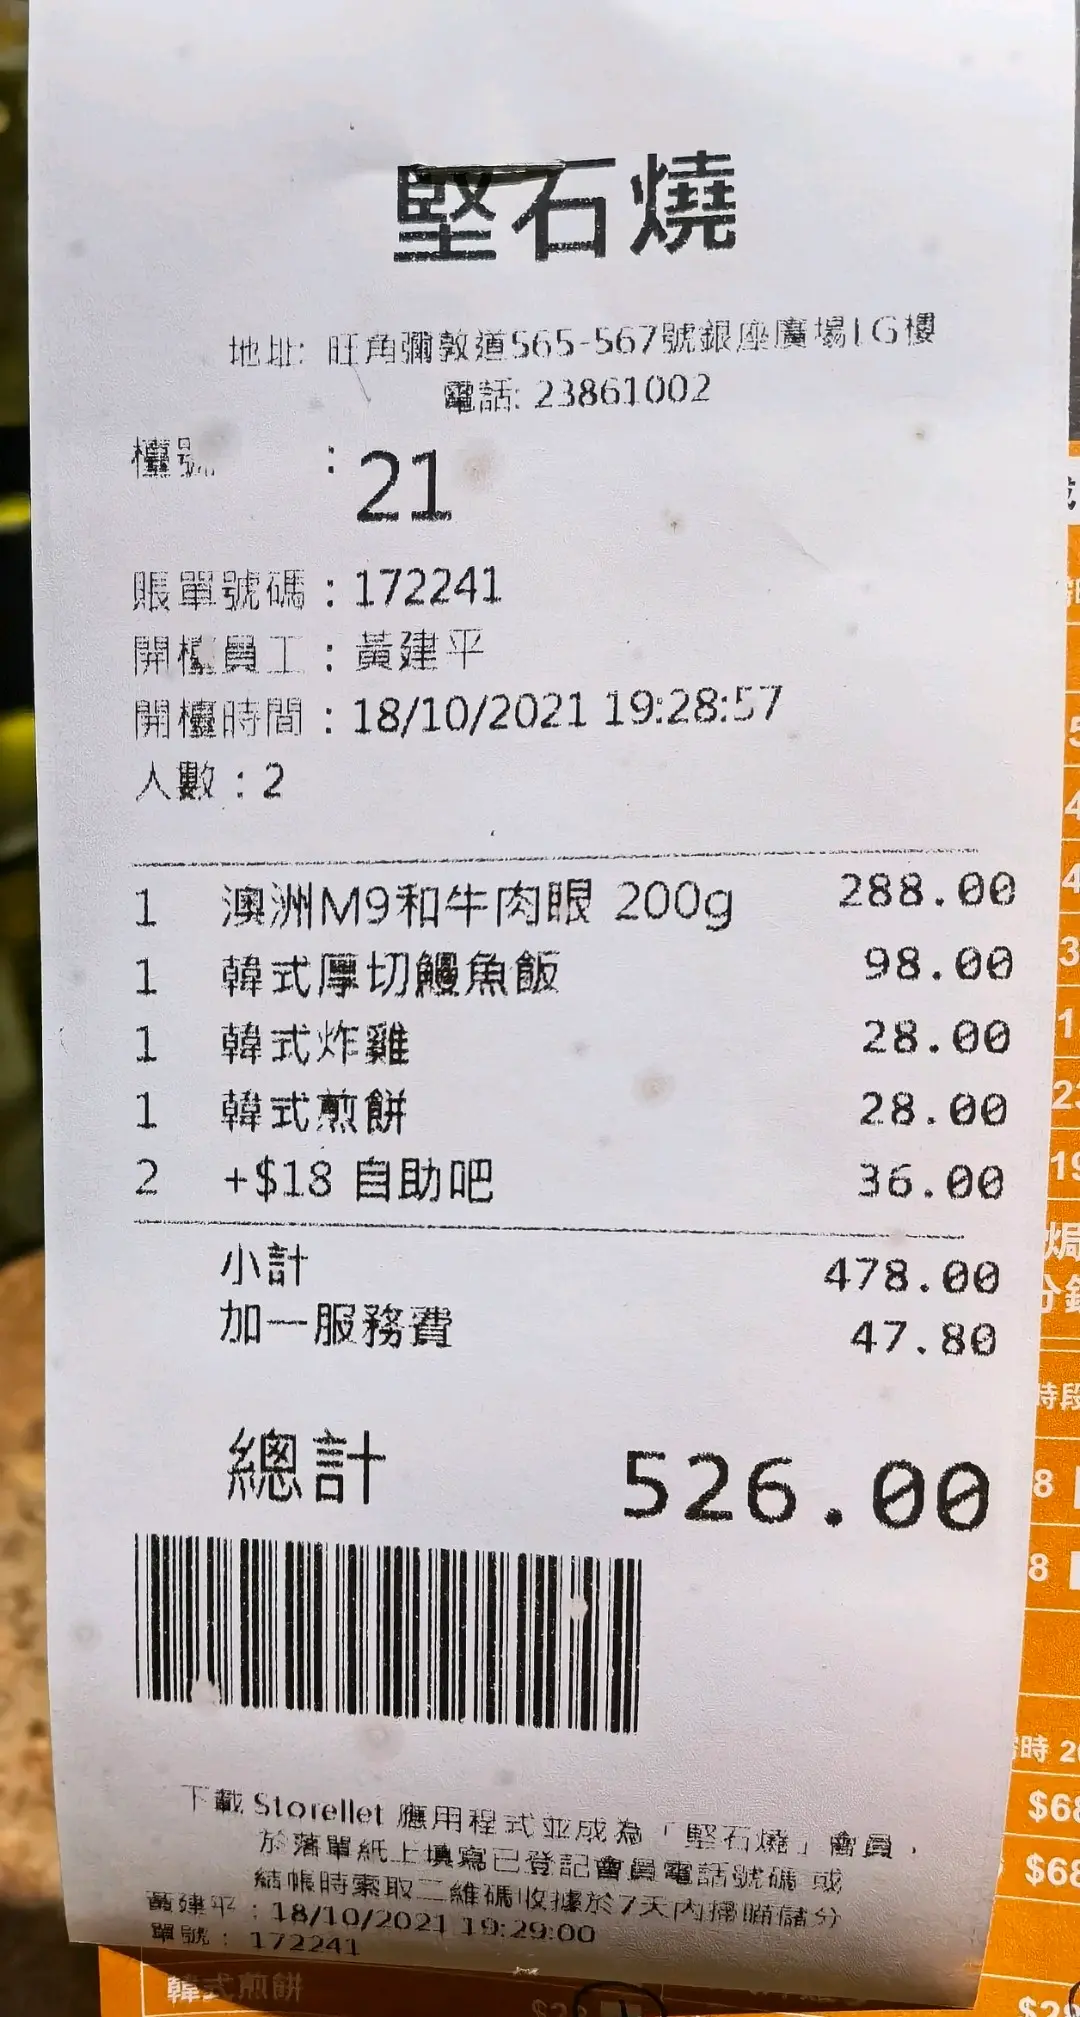 堅石燒
地址: 旺角彌敦道565-567號銀座廣場LG樓
電話: 23861002
檯號 : 21
賬單號碼 : 172241
開檯員工 : 黃建平
開檯時間 : 18/10/2021 19:28:57
人數 : 2
1 澳洲M9和牛肉眼 200g 288.00
1 韓式厚切鰻魚飯 98.00
1 韓式炸雞 28.00
1 韓式煎餅 28.00
2 +$18 自助吧 36.00
小計 478.00
加一服務費 47.80
總計 526.00
下載 Storellet 應用程式並成為「堅石燒」會員，
於落單紙上填寫已登記會員電話號碼 或
結帳時索取二維碼收據於7天內掃瞄儲分
黃建平 : 18/10/2021 19:29:00
單號 : 172241
韓式煎餅
時段
時
$68
$68